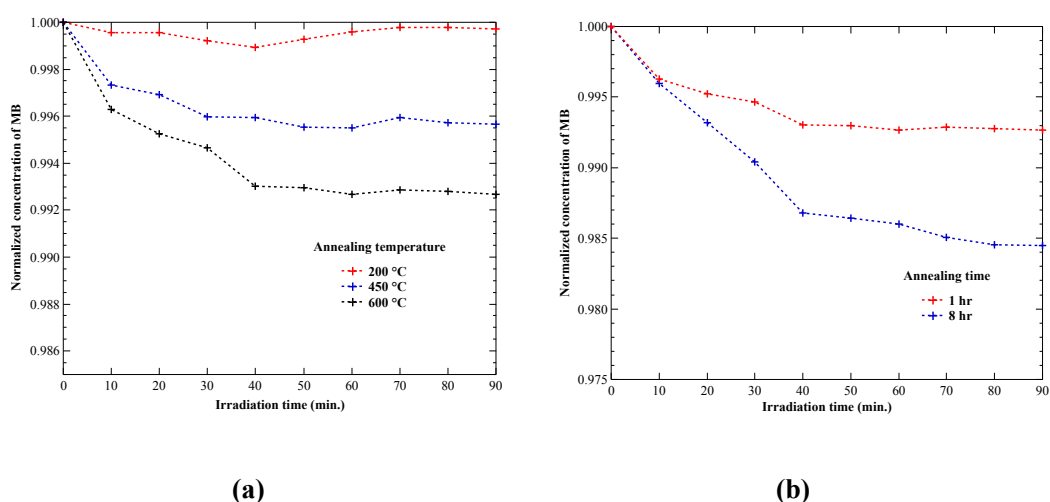 1.000
0.998
0.996
0.994
0.992
0.990
0.988
0.986
Normalized concentration of MB
Annealing temperature
200 °C
450 °C
600 °C
0 10 20 30 40 50 60 70 80 90
Irradiation time (min.)
(a)
1.000
0.995
0.990
0.985
0.980
0.975
Normalized concentration of MB
Annealing time
1 hr
8 hr
0 10 20 30 40 50 60 70 80 90
Irradiation time (min.)
(b)